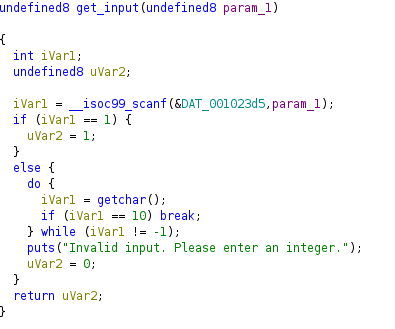 undefined8 get_input(undefined8 param_1)
{
int iVar1;
undefined8 uVar2;
iVar1 = __isoc99_scanf(&DAT_001023d5,param_1);
if (iVar1 == 1) {
uVar2 = 1;
}
else {
do {
iVar1 = getchar();
if (iVar1 == 10) break;
} while (iVar1 != -1);
puts("Invalid input. Please enter an integer.");
uVar2 = 0;
}
return uVar2;
}